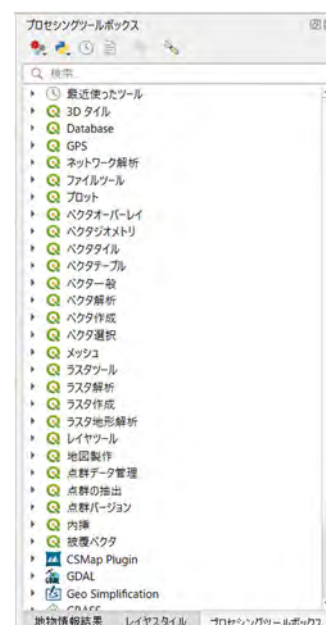 プロセシングツールボックス
検索...
最近使ったツール
3D タイル
Database
GPS
ネットワーク解析
ファイルツール
プロット
ベクタオーバーレイ
ベクタジオメトリ
ベクタタイル
ベクタテーブル
ベクタ一般
ベクタ解析
ベクタ作成
ベクタ選択
メッシュ
ラスタツール
ラスタ解析
ラスタ作成
ラスタ地形解析
レイヤツール
地図製作
点群データ管理
点群の抽出
点群バージョン
内挿
被覆ベクタ
CSMap Plugin
GDAL
Geo Simplification
GRASS
地物情報結果 レイヤスタイル プロセシングツールボックス